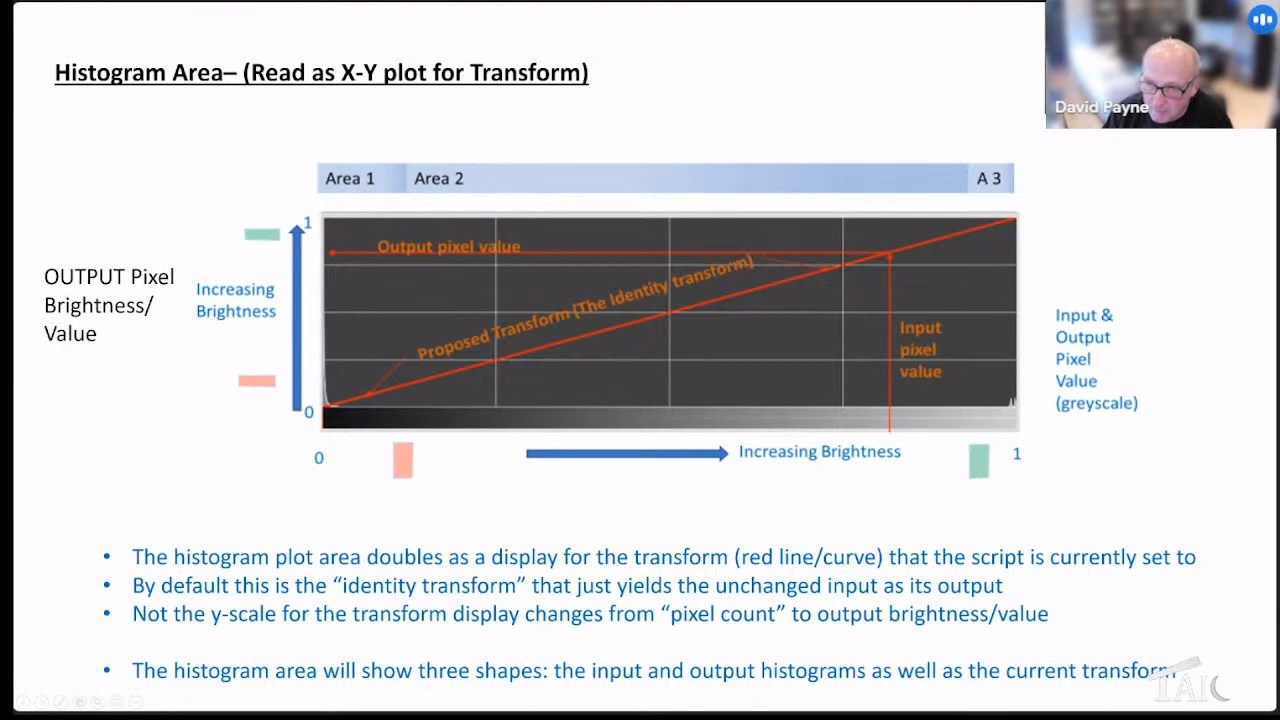 Histogram Area– (Read as X-Y plot for Transform)
David Payne
Area 1
Area 2
A 3
1
Output pixel value
OUTPUT Pixel
Brightness/
Value
Increasing
Brightness
Proposed Transform (The Identity transform)
Input
pixel
value
Input &
Output
Pixel
Value
(greyscale)
0
0
Increasing Brightness
1
• The histogram plot area doubles as a display for the transform (red line/curve) that the script is currently set to
• By default this is the “identity transform” that just yields the unchanged input as its output
• Not the y-scale for the transform display changes from “pixel count” to output brightness/value
• The histogram area will show three shapes: the input and output histograms as well as the current transform
TAIC